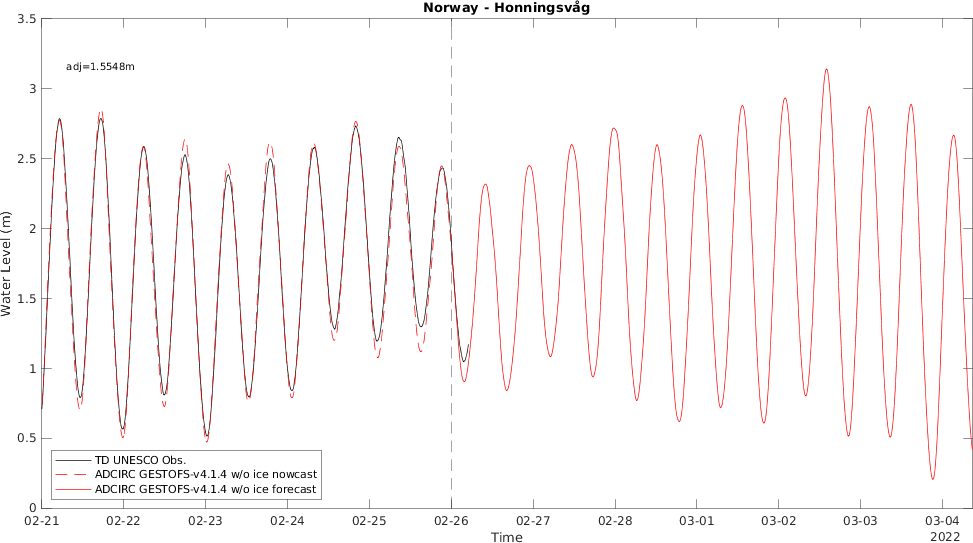 Norway - Honningsvåg
3.5
adj=1.5548m
3
2.5
2
Water Level (m)
1.5
1
0.5
TD UNESCO Obs.
ADCIRC GESTOFS-v4.1.4 w/o ice nowcast
ADCIRC GESTOFS-v4.1.4 w/o ice forecast
0
02-21 02-22 02-23 02-24 02-25 02-26 02-27 02-28 03-01 03-02 03-03 03-04
Time
2022